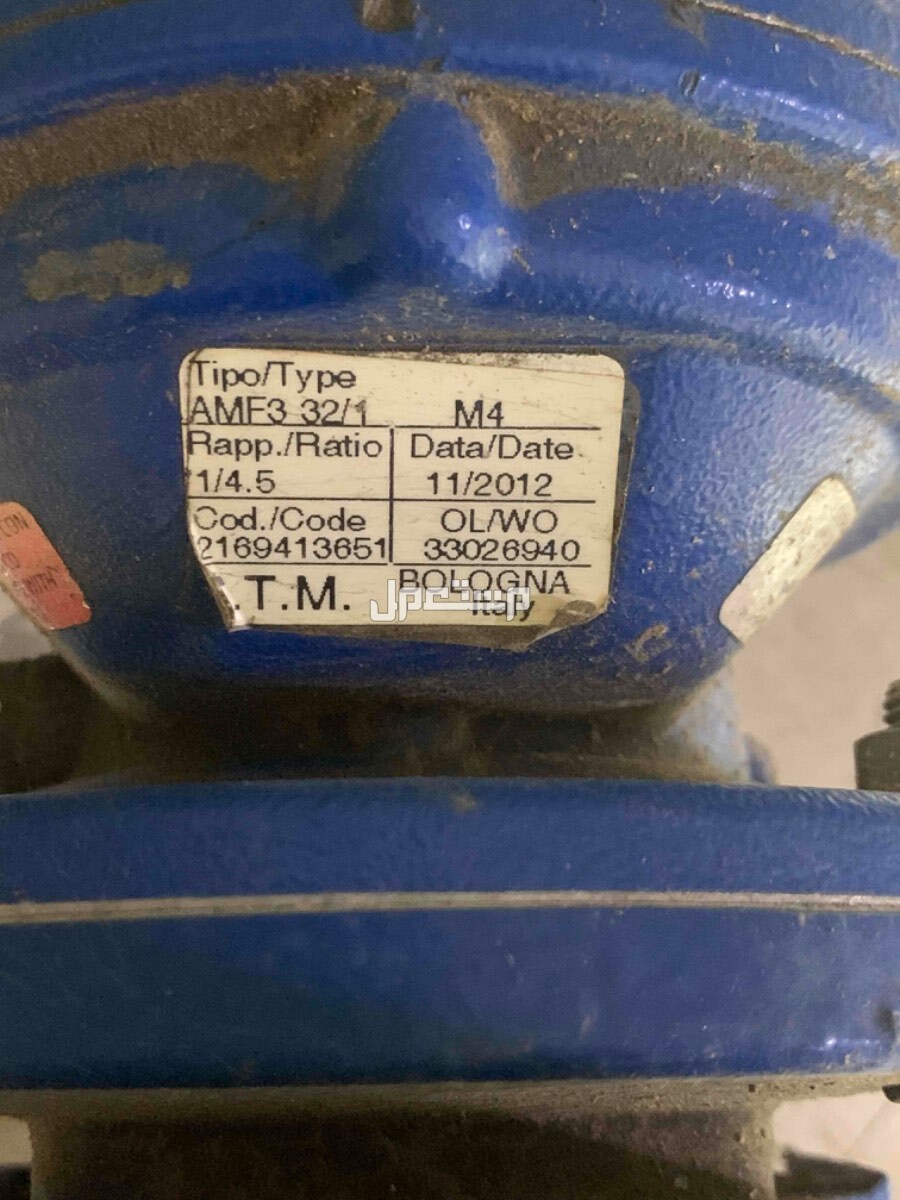 Tipo/Type
AMF3 32/1 M4
Rapp./Ratio Data/Date
1/4.5 11/2012
Cod./Code OL/WO
2169413651 33026940
.T.M. BOLOGNA
Italy
مستعمل